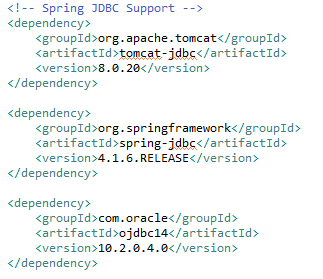 <!-- Spring JDBC Support -->
<dependency>
<groupId>org.apache.tomcat</groupId>
<artifactId>tomcat-jdbc</artifactId>
<version>8.0.20</version>
</dependency>
<dependency>
<groupId>org.springframework</groupId>
<artifactId>spring-jdbc</artifactId>
<version>4.1.6.RELEASE</version>
</dependency>
<dependency>
<groupId>com.oracle</groupId>
<artifactId>ojdbc14</artifactId>
<version>10.2.0.4.0</version>
</dependency>